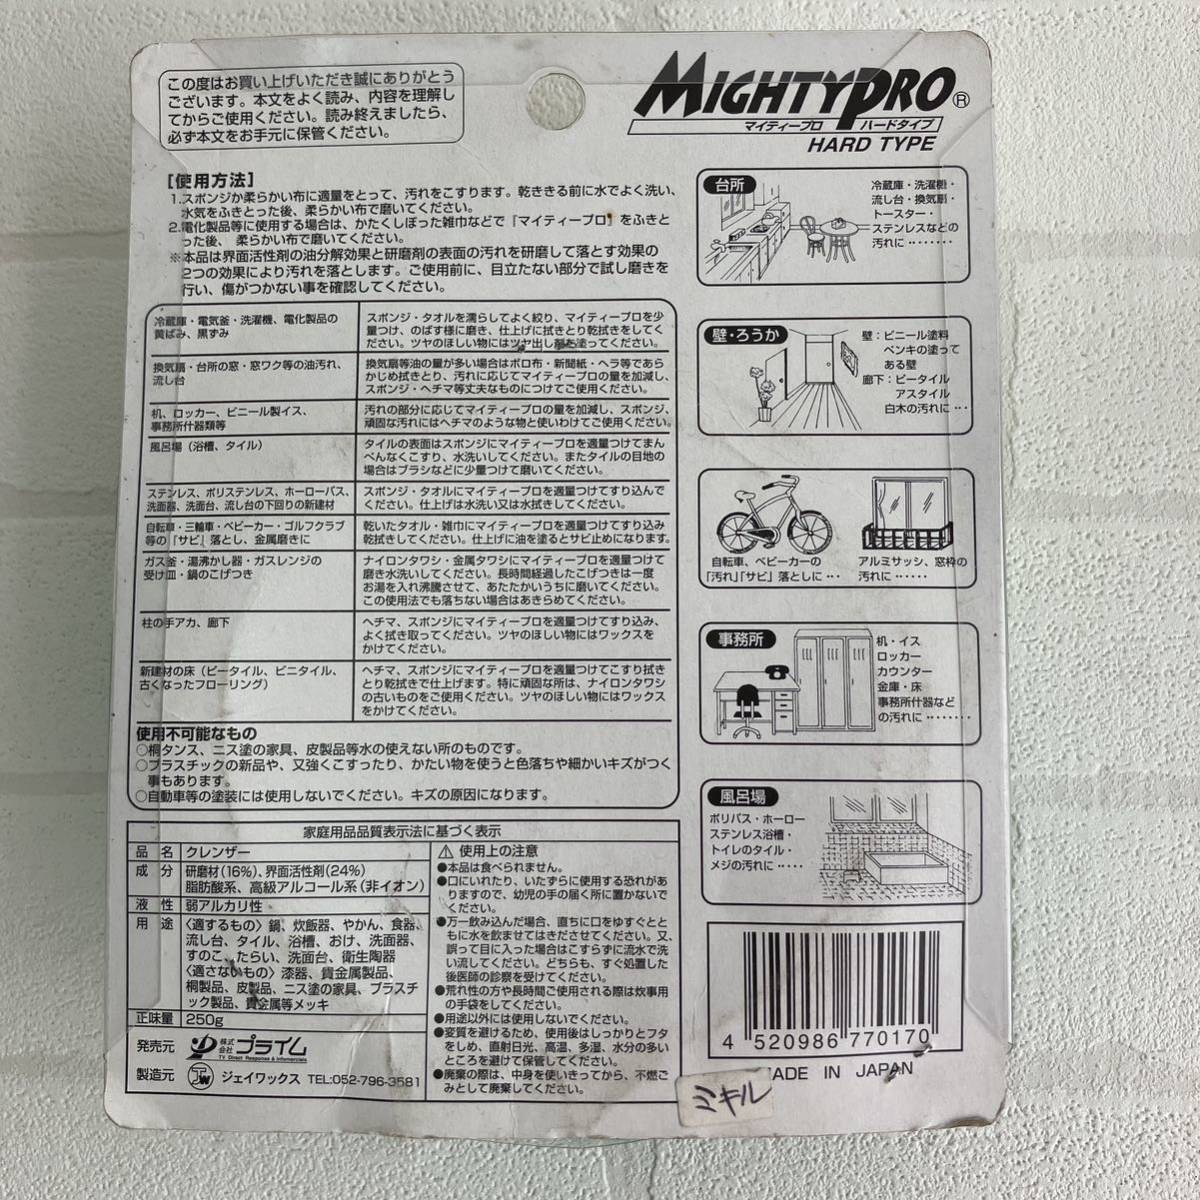 この度はお買い上げいただき誠にありがとう
ございます。本文をよく読み、内容を理解し
てからご使用ください。読み終えましたら、
必ず本文をお手元に保管ください。
MIGHTYPRO®
マイティープロ ハードタイプ
HARD TYPE
[使用方法]
1.スポンジか柔らかい布に適量をとって、汚れをこすります。乾ききる前に水でよく洗い、
水気をふきとった後、柔らかい布で磨いてください。
2.電化製品等に使用する場合は、かたくしぼった雑巾などで『マイティープロ』をふきと
った後、 柔らかい布で磨いてください。
※本品は界面活性剤の油分解効果と研磨剤の表面の汚れを研磨して落とす効果の
2つの効果により汚れを落とします。ご使用前に、目立たない部分で試し磨きを
行い、傷がつかない事を確認してください。
冷蔵庫・電気釜・洗濯機、電化製品の
黄ばみ、黒ずみ
スポンジ・タオルを濡らしてよく絞り、マイティープロを少
量つけ、のばす様に磨き、仕上げに拭きとり乾拭きをしてく
ださい。ツヤのほしい物にはツヤ出し剤を塗ってください。
換気扇・台所の窓・窓ワク等の油汚れ、
流し台
換気扇等油の量が多い場合はボロ布・新聞紙・ヘラ等であら
かじめ拭きとり、汚れに応じてマイティープロの量を加減し、
スポンジ・ヘチマ等丈夫なものにつけてご使用ください。
机、ロッカー、ビニール製イス、
事務所什器類等
汚れの部分に応じてマイティープロの量を加減し、スポンジ、
頑固な汚れにはヘチマのような物と使いわけてご使用ください。
風呂場(浴槽、タイル)
タイルの表面はスポンジにマイティープロを適量つけてまん
べんなくこすり、水洗いしてください。またタイルの目地の
場合はブラシなどに少量つけて磨いてください。
ステンレス、ポリステンレス、ホーローバス、
洗面器、洗面台、流し台の下回りの新建材
スポンジ・タオルにマイティープロを適量つけてすり込んで
ください。仕上げは水洗い又は水拭きしてください。
自転車・三輪車・ベビーカー・ゴルフクラブ
等の「サビ」落とし、金属磨きに
乾いたタオル・雑巾にマイティープロを適量つけてすり込み
乾拭きしてください。仕上げに油を塗るとサビ止めになります。
ガス釜・湯沸かし器・ガスレンジの
受け皿・鍋のこげつき
ナイロンタワシ・金属タワシにマイティープロを適量つけて
磨き水洗いしてください。長時間経過したこげつきは一度
お湯を入れ沸騰させて、あたたかいうちに磨いてください。
この使用法でも落ちない場合はあきらめてください。
柱の手アカ、廊下
ヘチマ、スポンジにマイティープロを適量つけてすり込み、
よく拭き取ってください。ツヤのほしい物にはワックスを
かけてください。
新建材の床(ピータイル、ビニタイル、
古くなったフローリング)
ヘチマ、スポンジにマイティープロを適量つけてこすり拭き
とり乾拭きで仕上げます。特に頑固な所は、ナイロンタワシ
の古いものをご使用ください。ツヤのほしい物にはワックス
をかけてください。
使用不可能なもの
○桐タンス、ニス塗の家具、皮製品等水の使えない所のものです。
○プラスチックの新品や、又強くこすったり、かたい物を使うと色落ちや細かいキズがつく
事もあります。
○自動車等の塗装には使用しないでください。キズの原因になります。
台所
冷蔵庫・洗濯機・
流し台・換気扇・
トースター・
ステンレスなどの
汚れに‥‥‥‥
壁・ろうか
壁：ビニール塗料
ペンキの塗って
ある壁
廊下：ピータイル
アスタイル
白木の汚れに‥‥
自転車、ベビーカーの
「汚れ」「サビ」落としに‥‥
アルミサッシ、窓枠の
汚れに‥‥‥
事務所
机・イス
ロッカー
カウンター
金庫・床
事務所什器など
の汚れに‥‥‥‥
風呂場
ポリバス・ホーロー
ステンレス浴槽・
トイレのタイル・
メジの汚れに‥‥
家庭用品品質表示法に基づく表示
品 名 クレンザー
成 分 研磨材(16%)、界面活性剤(24%)
脂肪酸系、高級アルコール系(非イオン)
液 性 弱アルカリ性
用 途 〈適するもの〉鍋、炊飯器、やかん、食器、
流し台、タイル、浴槽、おけ、洗面器、
すのこ、たらい、洗面台、衛生陶器
〈適さないもの〉漆器、貴金属製品、
桐製品、皮製品、ニス塗の家具、プラスチ
ック製品、貴金属等メッキ
正味量 250g
発売元 株式会社プライム
TV Direct Response & Infomercials
製造元 JW ジェイワックス TEL:052-796-3581
⚠ 使用上の注意
●本品は食べられません。
●口にいれたり、いたずらに使用する恐れがあ
りますので、幼児の手の届く所に置かないで
ください。
●万一飲み込んだ場合、直ちに口をゆすぐとと
もに水を飲ませてはきださせてください。又、
誤って目に入った場合はこすらずに流水で洗
い流してください。どちらも、すぐ処置した
後医師の診察を受けてください。
●荒れ性の方や長時間ご使用される際は炊事用
の手袋をしてください。
●用途以外には使用しないでください。
●変質を避けるため、使用後はしっかりとフタ
をしめ、直射日光、高温、多湿、水分の多い
ところを避けて保管してください。
●廃棄の際は、中身を使いきってから、不燃ご
みとして廃棄してください。
4 520986 770170
MADE IN JAPAN
ミキル